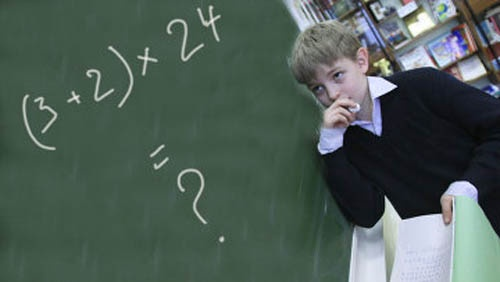 (3+2)×24
= ?